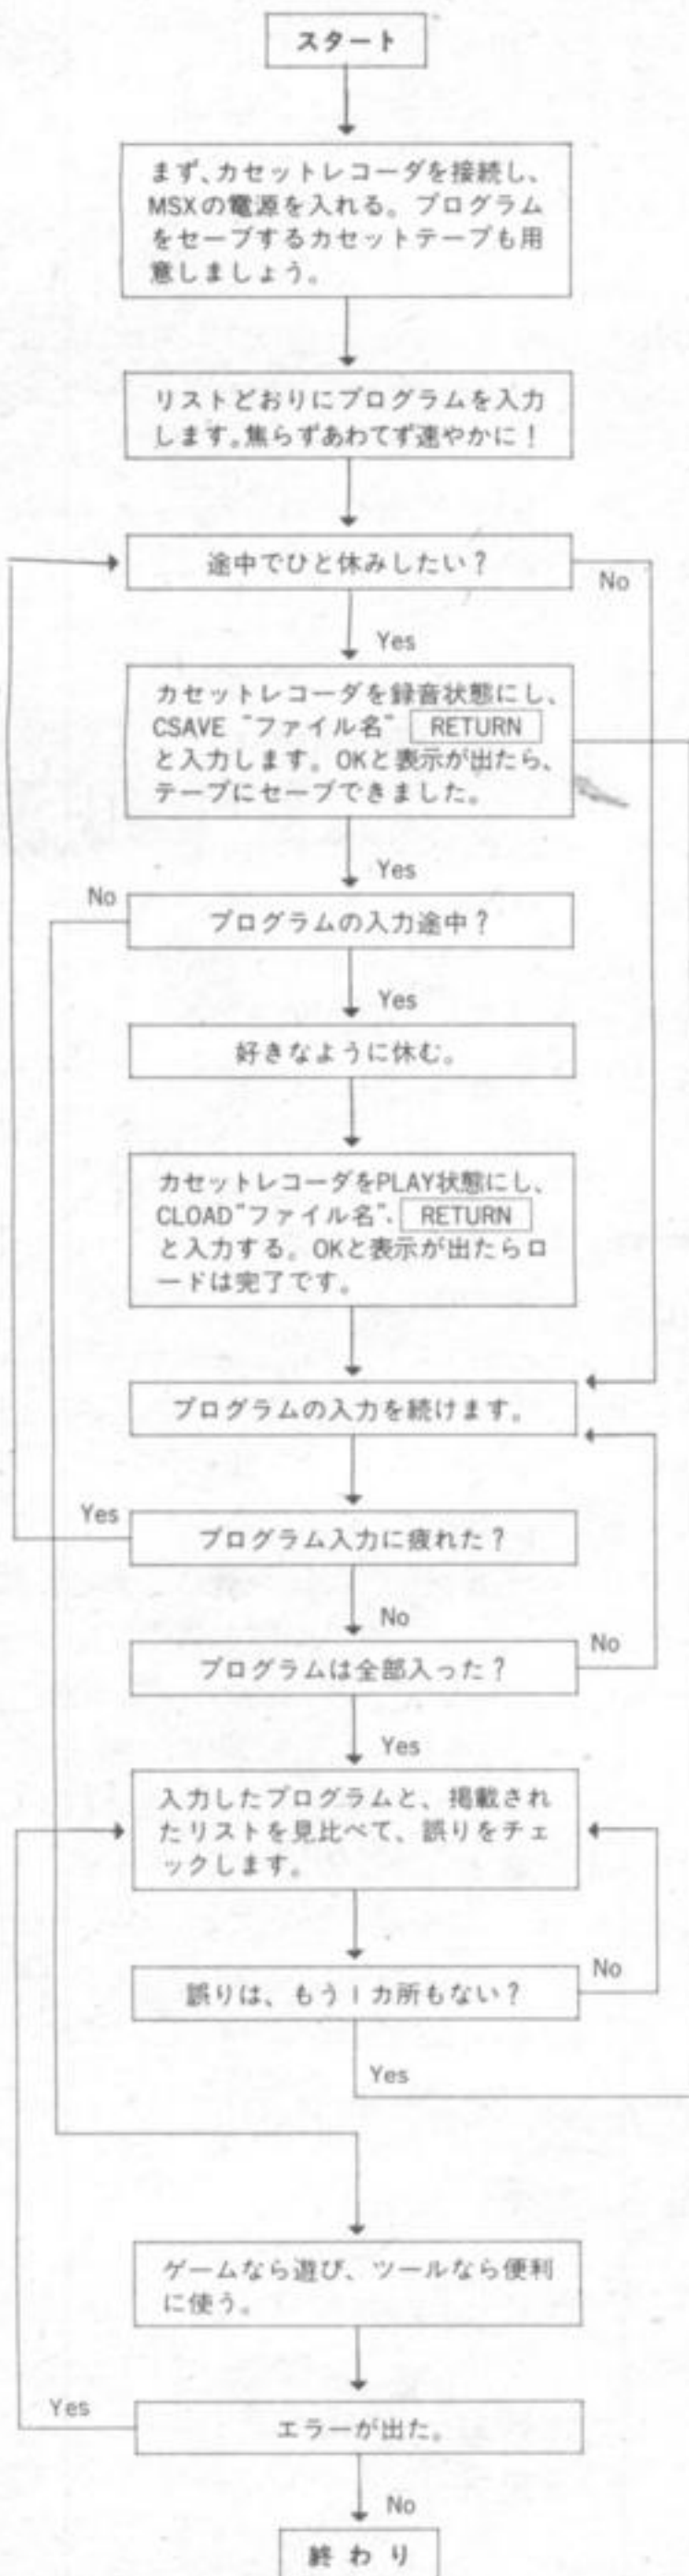 スタート
まず、カセットレコーダを接続し、
MSXの電源を入れる。プログラム
をセーブするカセットテープも用
意しましょう。
リストどおりにプログラムを入力
します。焦らずあわてず速やかに！
途中でひと休みしたい？
No
Yes
カセットレコーダを録音状態にし、
CSAVE “ファイル名” RETURN
と入力します。OKと表示が出たら、
テープにセーブできました。
Yes
No
プログラムの入力途中？
Yes
好きなように休む。
カセットレコーダをPLAY状態にし、
CLOAD“ファイル名”、RETURN
と入力する。OKと表示が出たらロ
ードは完了です。
プログラムの入力を続けます。
Yes
プログラム入力に疲れた？
No
プログラムは全部入った？
No
Yes
入力したプログラムと、掲載され
たリストを見比べて、誤りをチェ
ックします。
誤りは、もう1カ所もない？
No
Yes
ゲームなら遊び、ツールなら便利
に使う。
Yes
エラーが出た。
No
終わり